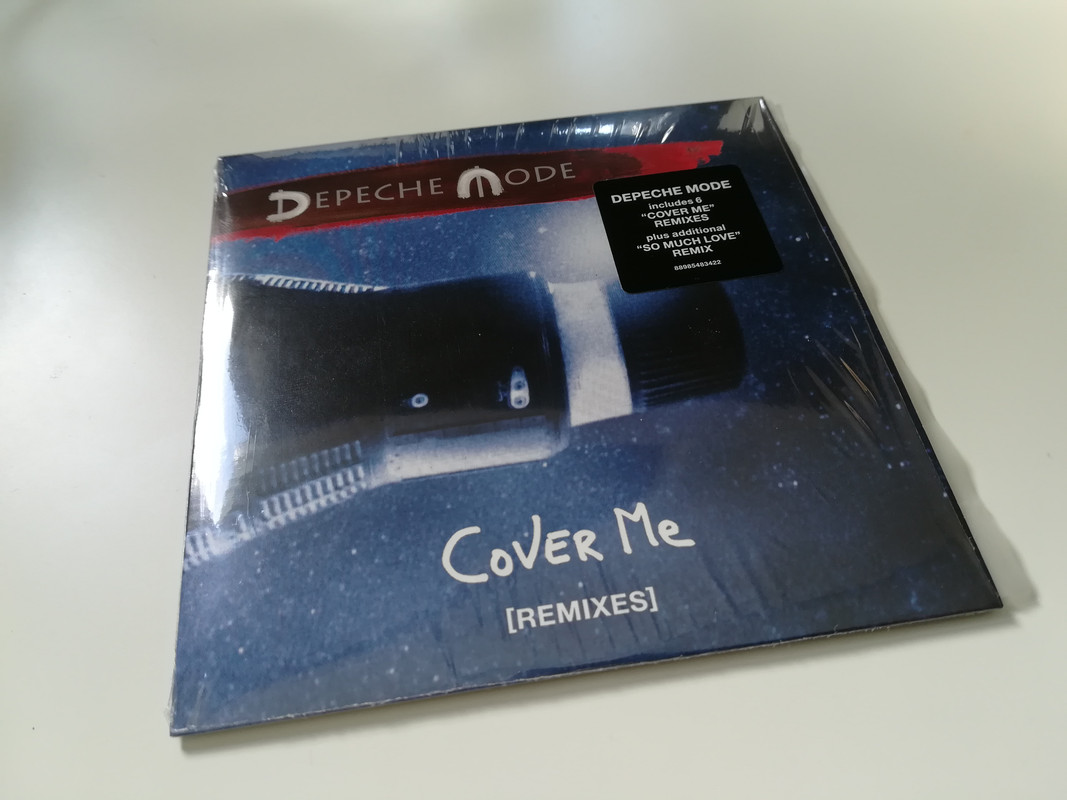 DEPECHE MODE
DEPECHE MODE
includes 6
“COVER ME”
REMIXES
plus additional
“SO MUCH LOVE”
REMIX
88985483422
COVER Me
[REMIXES]